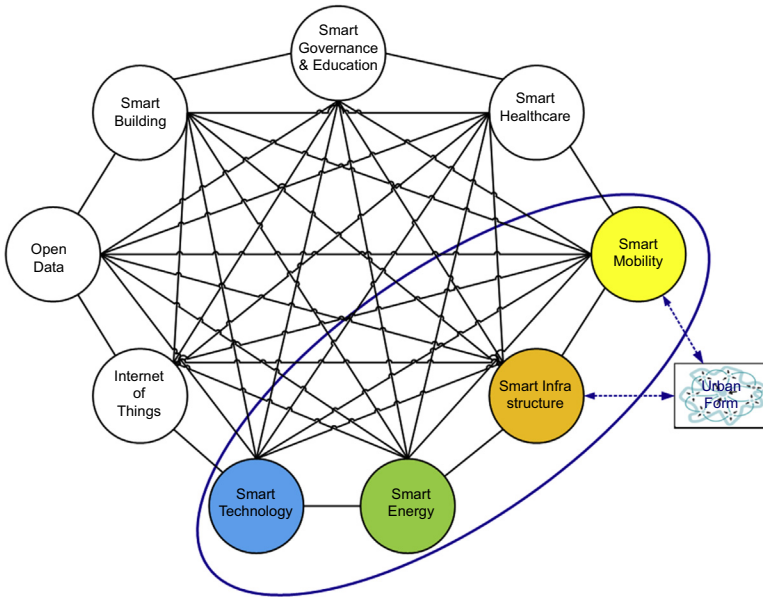 Smart
Governance
& Education
Smart
Building
Smart
Healthcare
Open
Data
Smart
Mobility
Internet
of
Things
Smart Infra
structure
Urban
Form
Smart
Technology
Smart
Energy